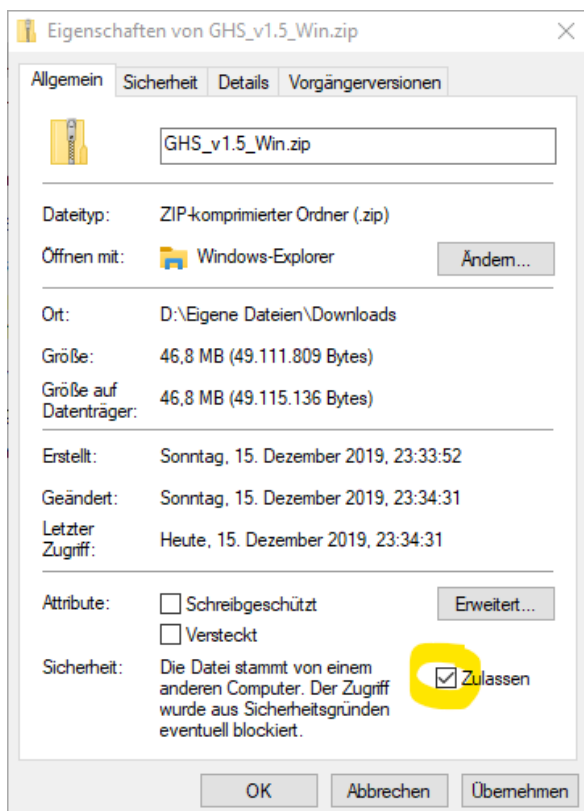 Eigenschaften von GHS_v1.5_Win.zip
Allgemein Sicherheit Details Vorgängerversionen
GHS_v1.5_Win.zip
Dateityp: ZIP-komprimierter Ordner (.zip)
Öffnen mit: Windows-Explorer Ändern...
Ort: D:\Eigene Dateien\Downloads
Größe: 46,8 MB (49.111.809 Bytes)
Größe auf
Datenträger: 46,8 MB (49.115.136 Bytes)
Erstellt: Sonntag, 15. Dezember 2019, 23:33:52
Geändert: Sonntag, 15. Dezember 2019, 23:34:31
Letzter
Zugriff: Heute, 15. Dezember 2019, 23:34:31
Attribute: Schreibgeschützt Erweitert...
Versteckt
Sicherheit: Die Datei stammt von einem
anderen Computer. Der Zugriff
wurde aus Sicherheitsgründen
eventuell blockiert.
Zulassen
OK Abbrechen Übernehmen